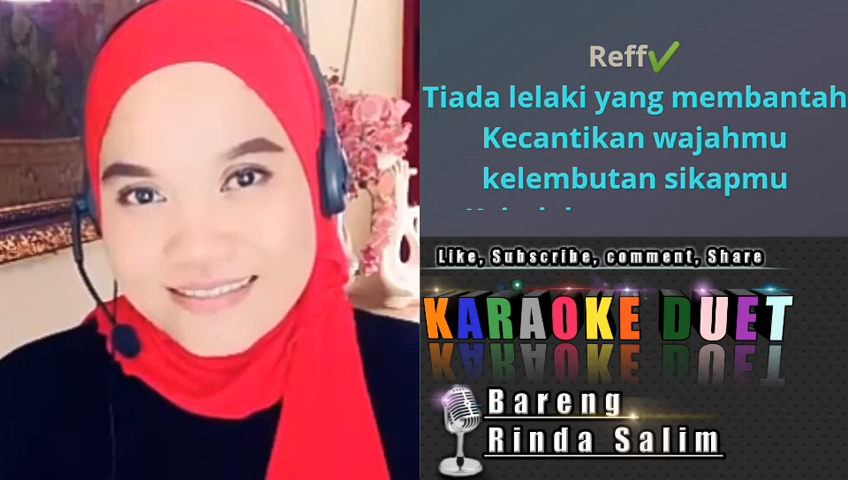 Reff✔
Tiada lelaki yang membantah
Kecantikan wajahmu
kelembutan sikapmu
Like, Subscribe, comment, Share
KARAOKE DUET
Bareng
Rinda Salim